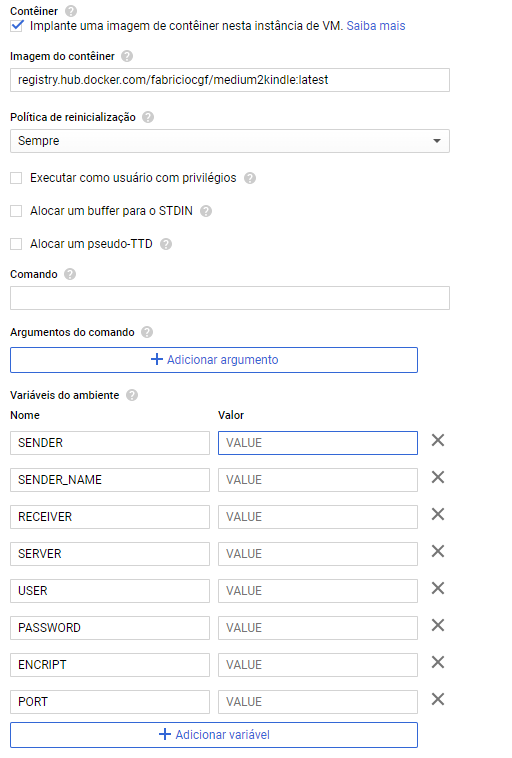 Contêiner ?
Implante uma imagem de contêiner nesta instância de VM. Saiba mais
Imagem do contêiner ?
registry.hub.docker.com/fabriciocgf/medium2kindle:latest
Política de reinicialização ?
Sempre
Executar como usuário com privilégios ?
Alocar um buffer para o STDIN ?
Alocar um pseudo-TTD ?
Comando ?
Argumentos do comando ?
+ Adicionar argumento
Variáveis do ambiente ?
Nome Valor
SENDER VALUE
SENDER_NAME VALUE
RECEIVER VALUE
SERVER VALUE
USER VALUE
PASSWORD VALUE
ENCRIPT VALUE
PORT VALUE
+ Adicionar variável